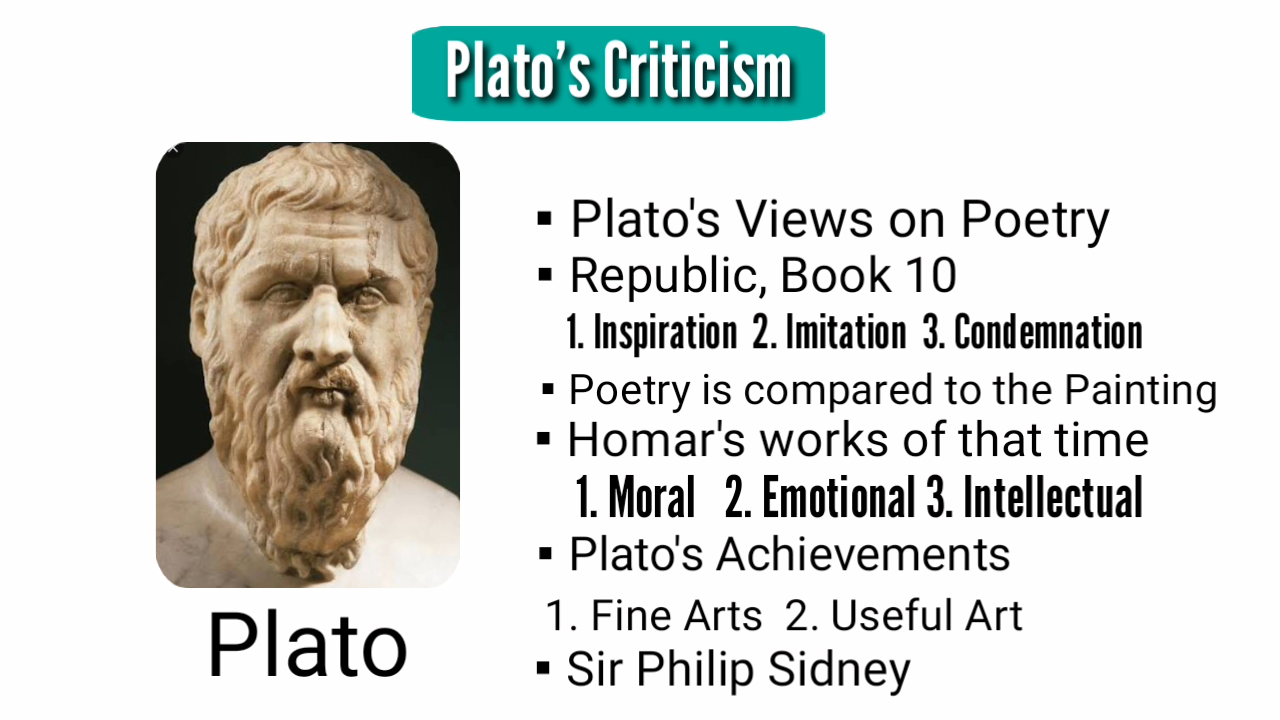 Plato's Criticism
▪ Plato's Views on Poetry
▪ Republic, Book 10
1. Inspiration 2. Imitation 3. Condemnation
▪ Poetry is compared to the Painting
▪ Homar's works of that time
1. Moral 2. Emotional 3. Intellectual
▪ Plato's Achievements
1. Fine Arts 2. Useful Art
▪ Sir Philip Sidney
Plato